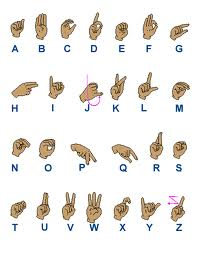 A B C D E F G
H I J K L M
N O P Q R S
T U V W X Y Z